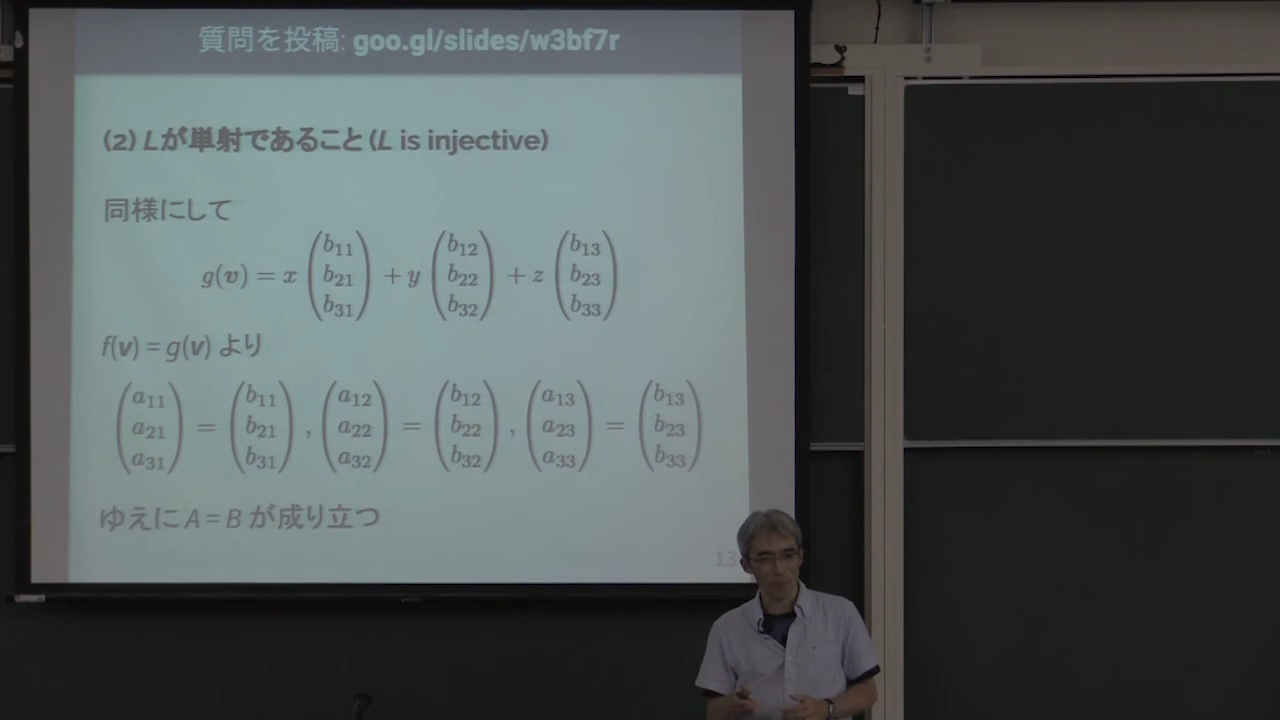 質問を投稿: goo.gl/slides/w3bf7r
(2) Lが単射であること (L is injective)
同様にして
g(v) = x (b11 b21 b31) + y (b12 b22 b32) + z (b13 b23 b33)
f(v) = g(v) より
(a11 a21 a31) = (b11 b21 b31) , (a12 a22 a32) = (b12 b22 b32) , (a13 a23 a33) = (b13 b23 b33)
ゆえに A = B が成り立つ
13